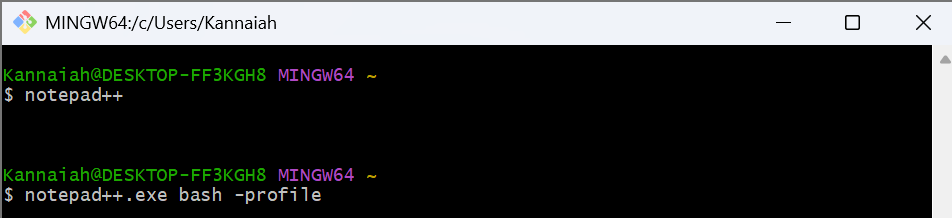 MINGW64:/c/Users/Kannaiah
Kannaiah@DESKTOP-FF3KGH8 MINGW64 ~
$ notepad++
Kannaiah@DESKTOP-FF3KGH8 MINGW64 ~
$ notepad++.exe bash -profile